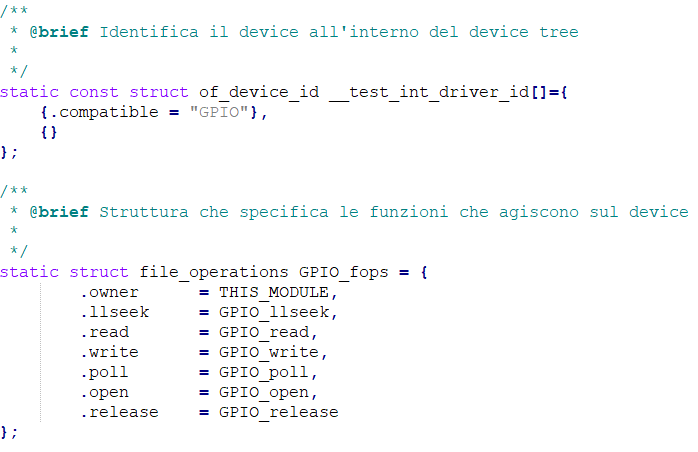 /**
 * @brief Identifica il device all'interno del device tree
 *
 */
static const struct of_device_id __test_int_driver_id[]={
    {.compatible = "GPIO"},
    {}
};

/**
 * @brief Struttura che specifica le funzioni che agiscono sul device
 *
 */
static struct file_operations GPIO_fops = {
        .owner      = THIS_MODULE,
        .llseek     = GPIO_llseek,
        .read       = GPIO_read,
        .write      = GPIO_write,
        .poll       = GPIO_poll,
        .open       = GPIO_open,
        .release    = GPIO_release
};